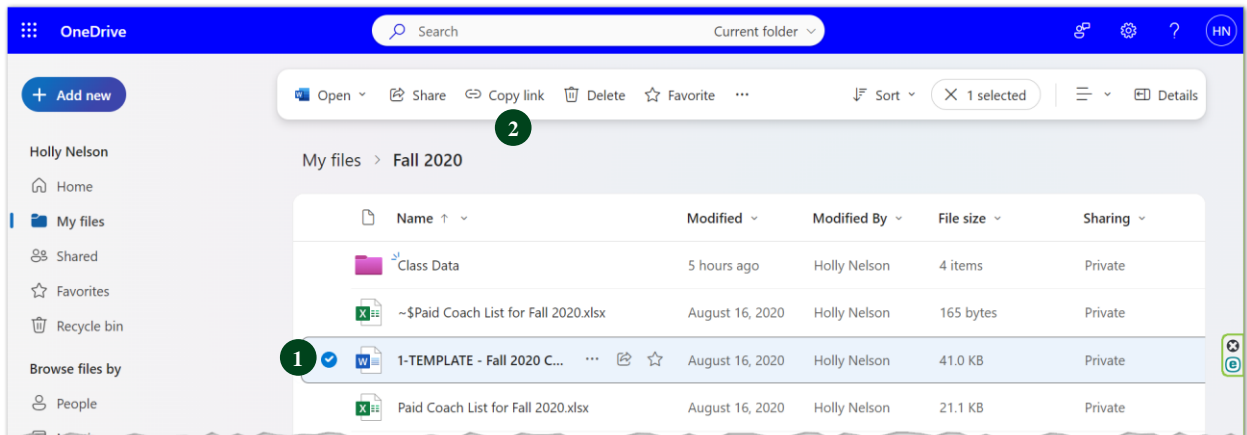 OneDrive
Search Current folder
HN
Add new
Open Share Copy link Delete Favorite ... Sort 1 selected Details
2
Holly Nelson
Home
My files
Shared
Favorites
Recycle bin
Browse files by
People
My files > Fall 2020
Name Modified Modified By File size Sharing
Class Data 5 hours ago Holly Nelson 4 items Private
~$Paid Coach List for Fall 2020.xlsx August 16, 2020 Holly Nelson 165 bytes Private
1 1-TEMPLATE - Fall 2020 C... ... August 16, 2020 Holly Nelson 41.0 KB Private
Paid Coach List for Fall 2020.xlsx August 16, 2020 Holly Nelson 21.1 KB Private